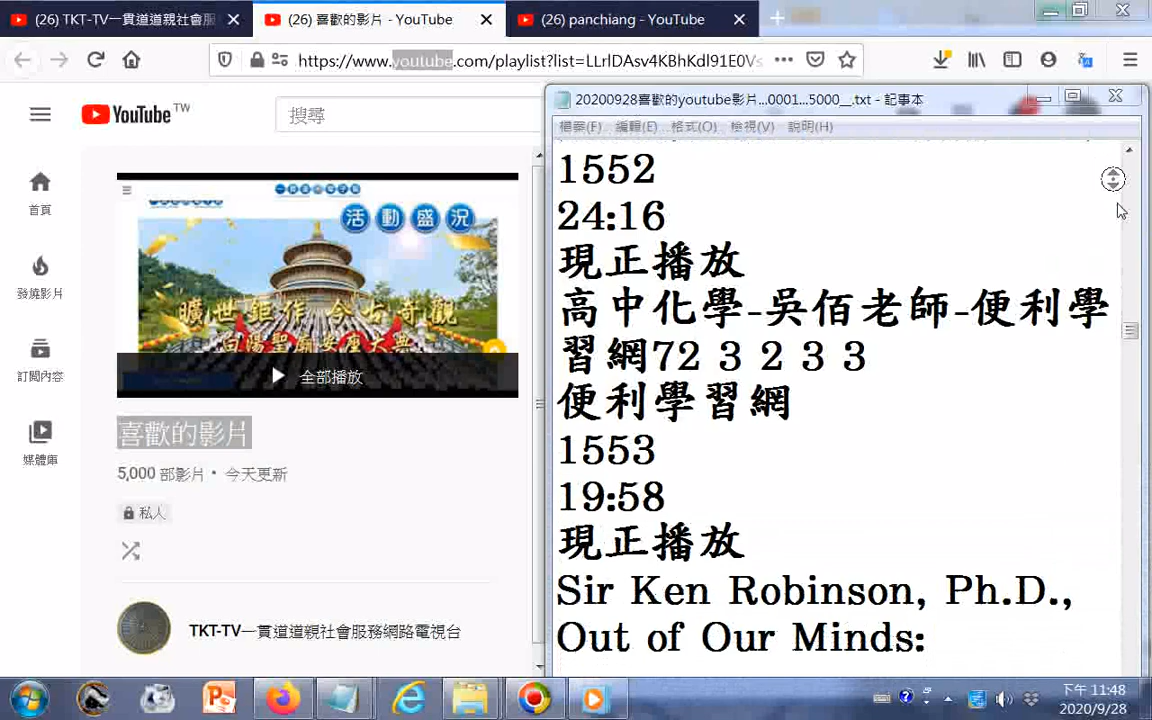 (26) TKT-TV一貫道道親社會服
(26) 喜歡的影片 - YouTube
(26) panchiang - YouTube
https://www.youtube.com/playlist?list=LLrlDAsv4KBhKdl91E0Vs
YouTube TW
搜尋
首頁
發燒影片
訂閱內容
媒體庫
活動盛況
曠世鉅作 今古奇觀
白陽聖廟安座大典
全部播放
喜歡的影片
5,000 部影片・今天更新
私人
TKT-TV一貫道道親社會服務網路電視台
20200928喜歡的youtube影片...0001...5000__.txt - 記事本
檔案(F) 編輯(E) 格式(O) 檢視(V) 說明(H)
1552
24:16
現正播放
高中化學-吳佰老師-便利學
習網72 3 2 3 3
便利學習網
1553
19:58
現正播放
Sir Ken Robinson, Ph.D.,
Out of Our Minds:
下午 11:48
2020/9/28